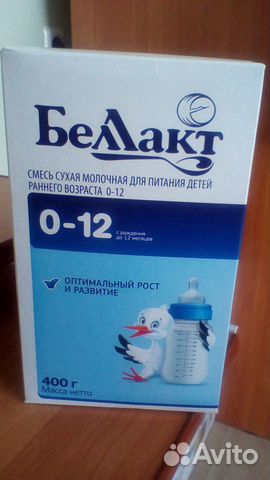 Беллакт
СМЕСЬ СУХАЯ МОЛОЧНАЯ ДЛЯ ПИТАНИЯ ДЕТЕЙ
РАННЕГО ВОЗРАСТА 0-12
0-12
с рождения
до 12 месяцев
ОПТИМАЛЬНЫЙ РОСТ
И РАЗВИТИЕ
400 г
Масса нетто
Avito